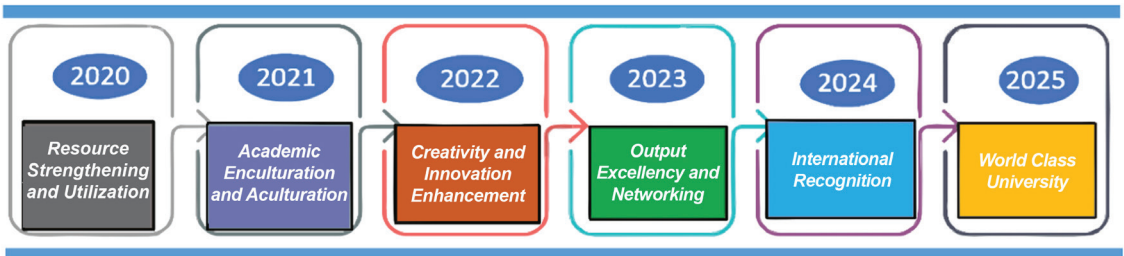 2020
Resource
Strengthening
and Utilization
2021
Academic
Enculturation
and Aculturation
2022
Creativity and
Innovation
Enhancement
2023
Output
Excellency and
Networking
2024
International
Recognition
2025
World Class
University